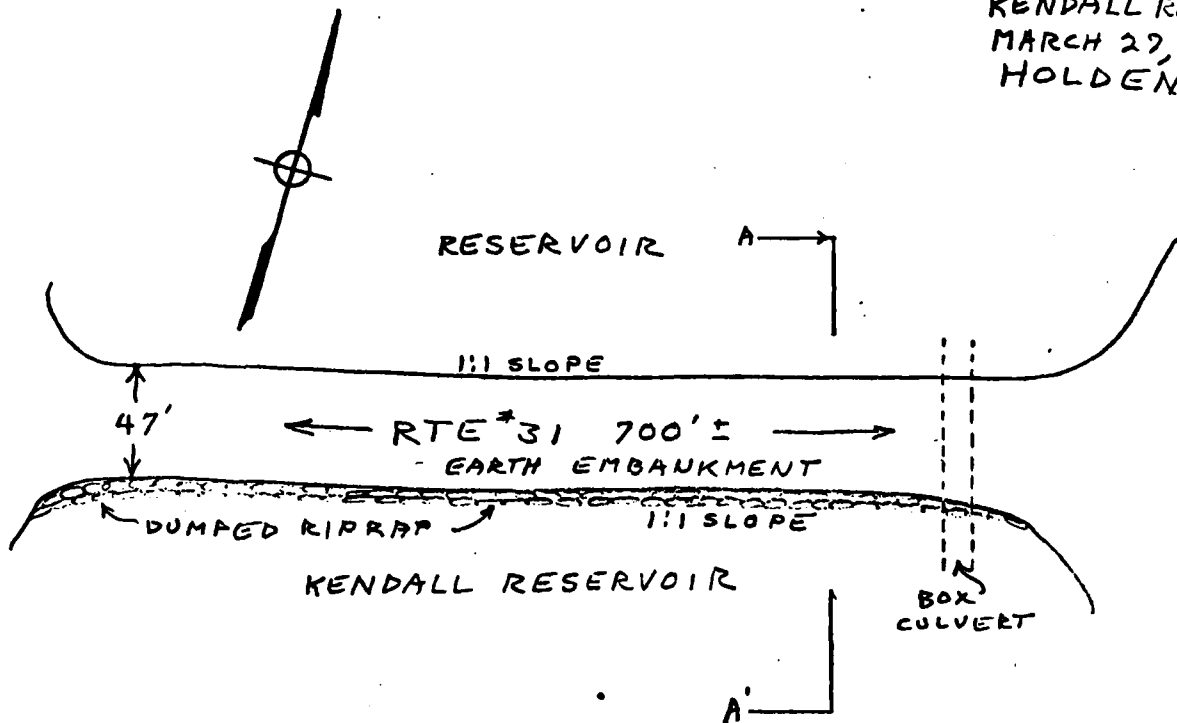 KENDALL R
MARCH 27,
HOLDEN
RESERVOIR
A
1:1 SLOPE
47'
RTE #31 700' ±
EARTH EMBANKMENT
DUMPED RIPRAP
1:1 SLOPE
KENDALL RESERVOIR
BOX
CULVERT
A'